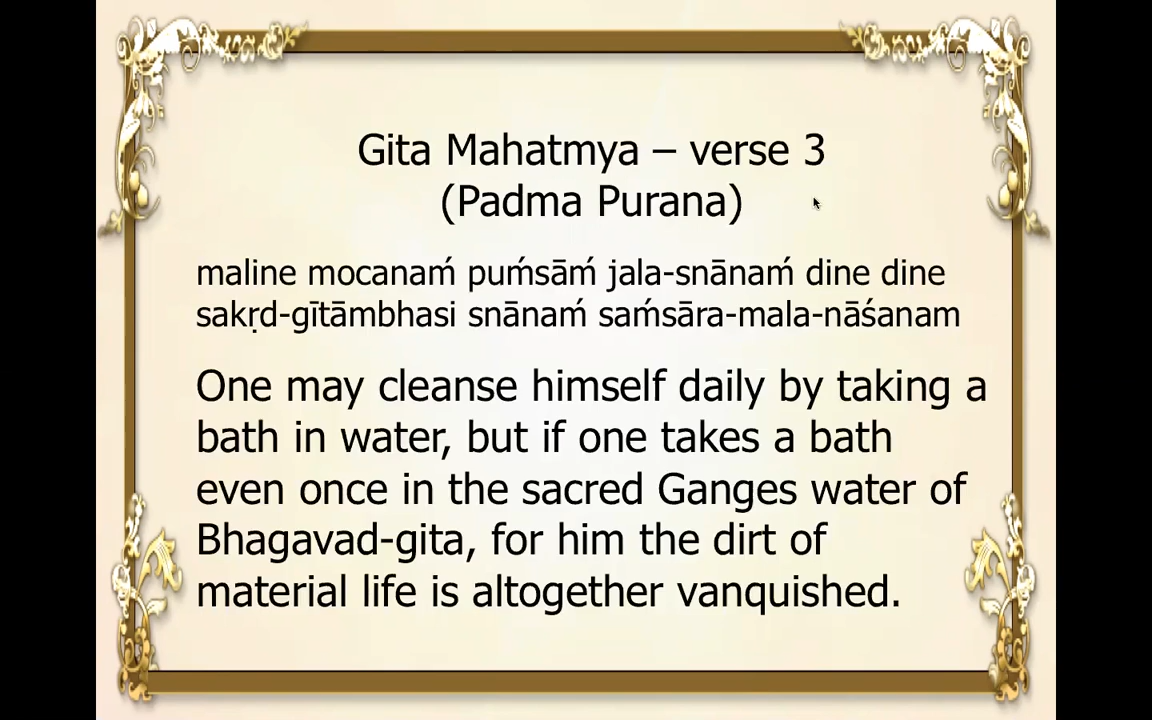 Gita Mahatmya – verse 3
(Padma Purana)
maline mocanaḿ puḿsāḿ jala-snānaḿ dine dine
sakṛd-gītāmbhasi snānaḿ saḿsāra-mala-nāśanam
One may cleanse himself daily by taking a
bath in water, but if one takes a bath
even once in the sacred Ganges water of
Bhagavad-gita, for him the dirt of
material life is altogether vanquished.